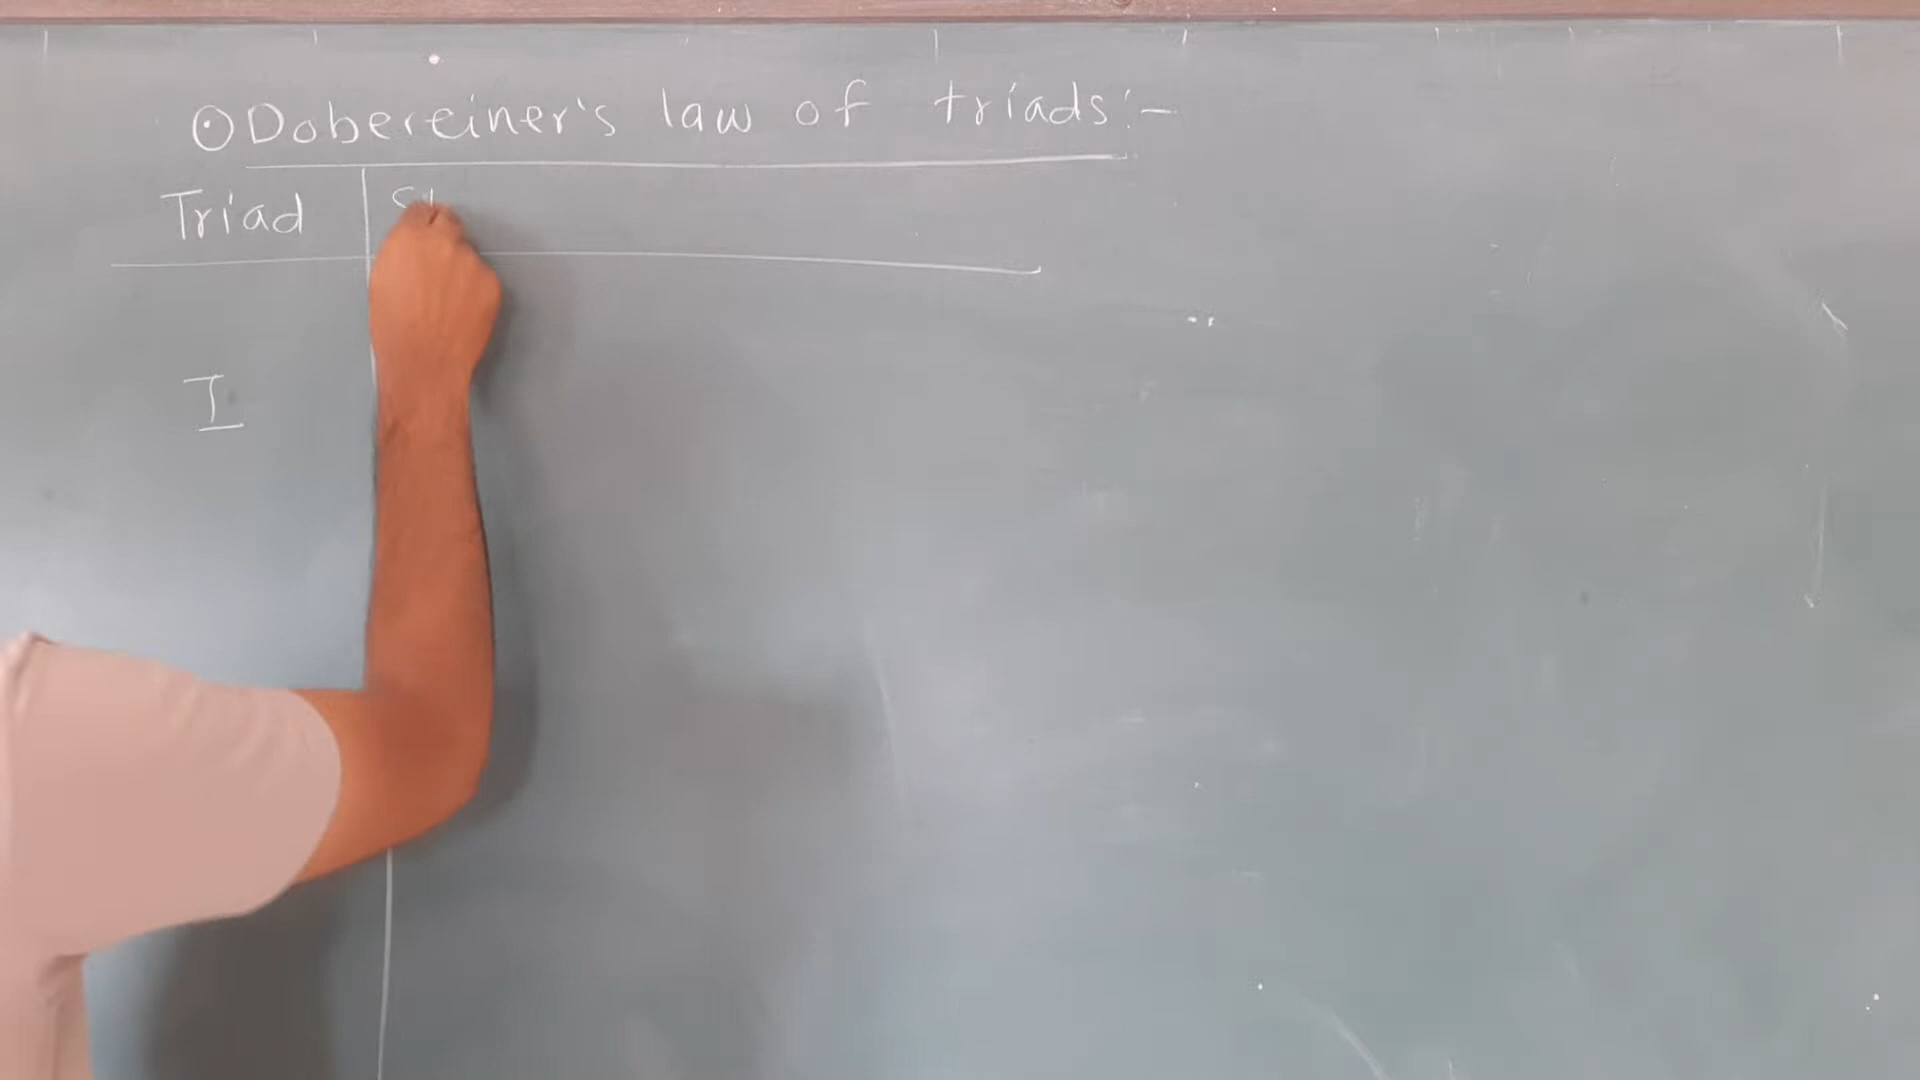 ⊙ Dobereiner's law of triads:-
Triad
I